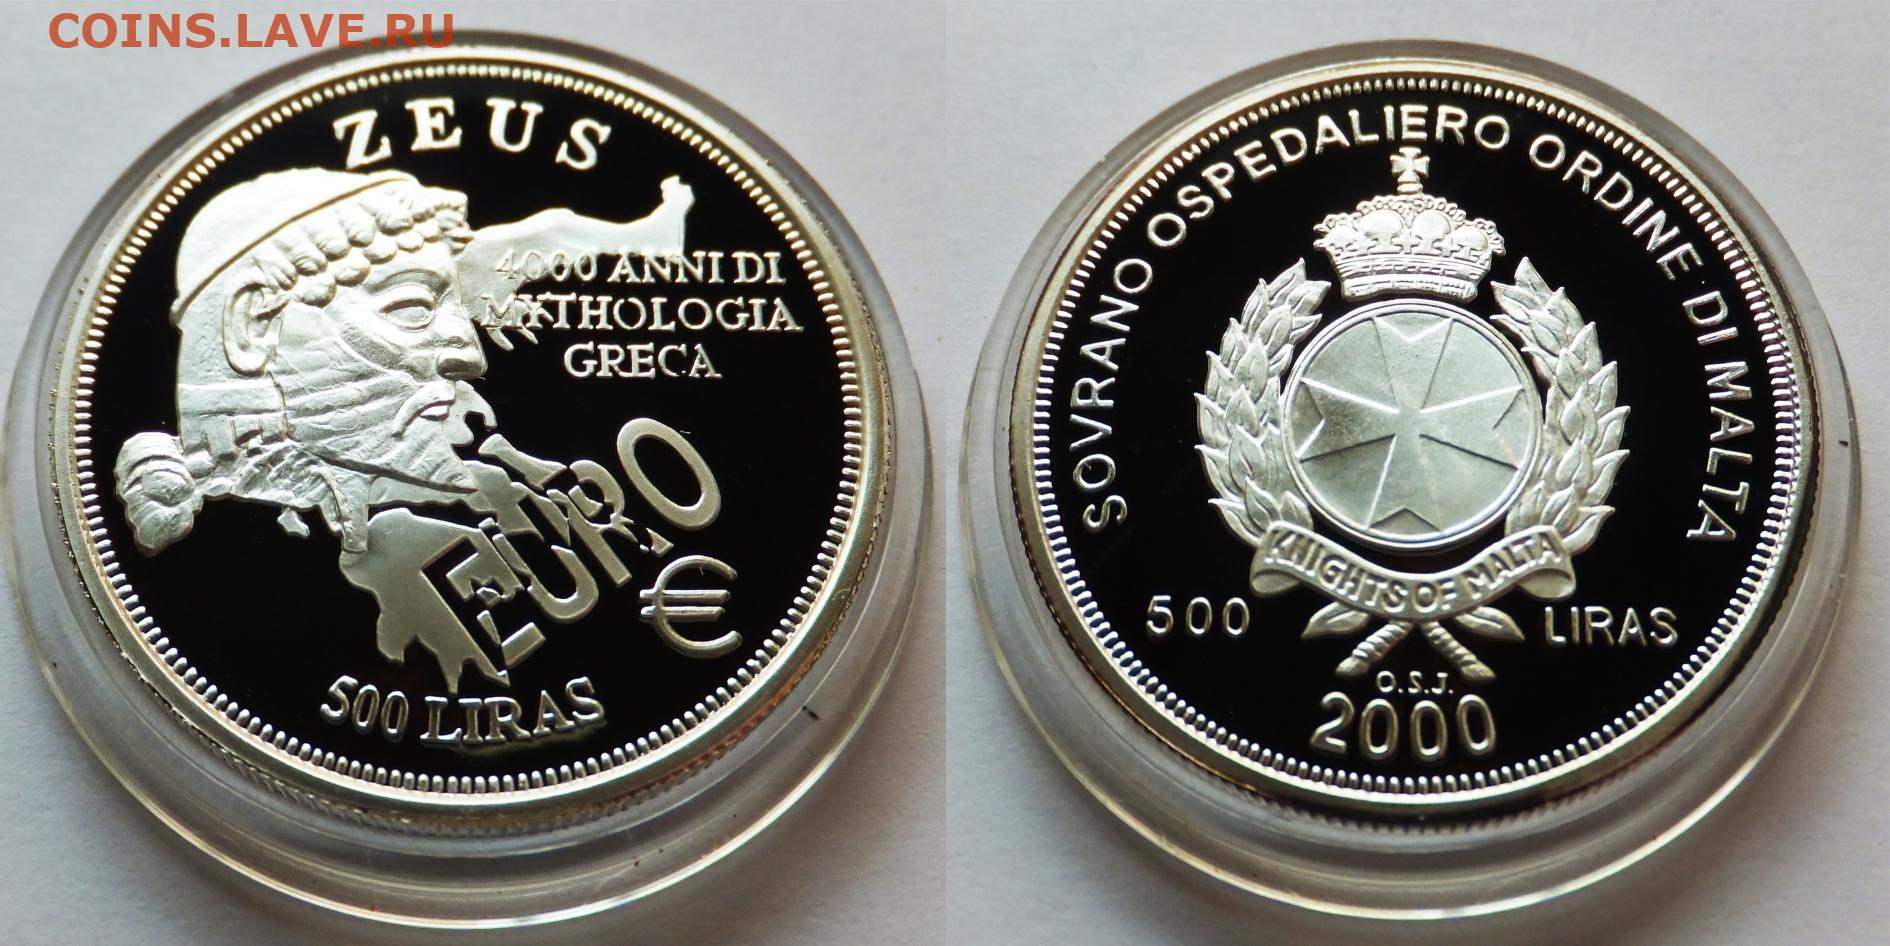 COINS.LAVE.RU
ZEUS
4000 ANNI DI
MYTHOLOGIA
GRECA
EURO
€
500 LIRAS
SOVRANO OSPEDALIERO ORDINE DI MALTA
KNIGHTS OF MALTA
500 LIRAS
O.S.J.
2000